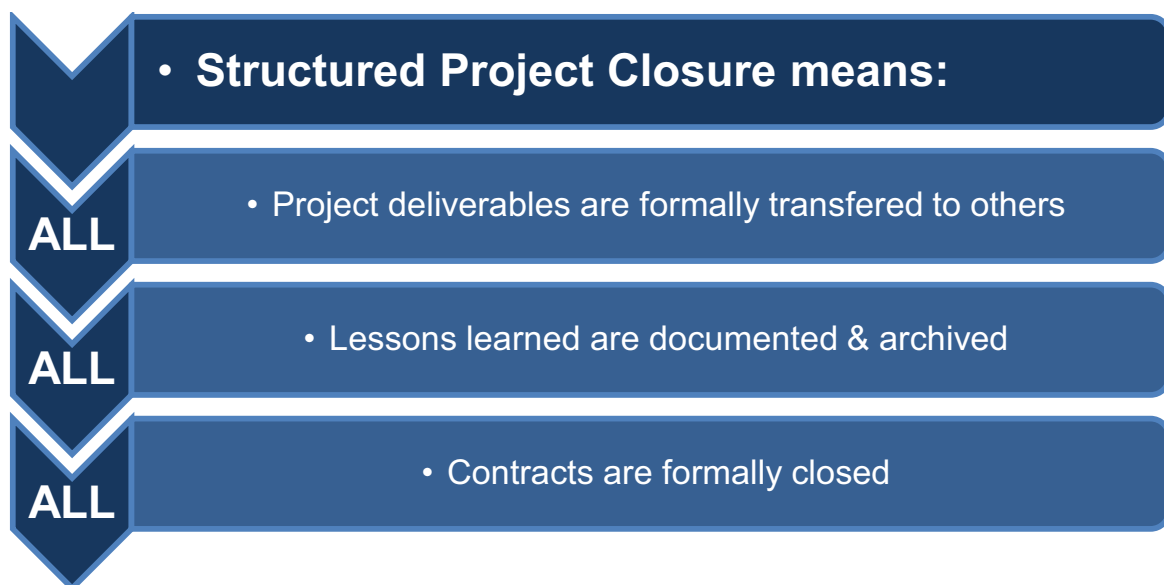 • Structured Project Closure means:
ALL
• Project deliverables are formally transfered to others
ALL
• Lessons learned are documented & archived
ALL
• Contracts are formally closed